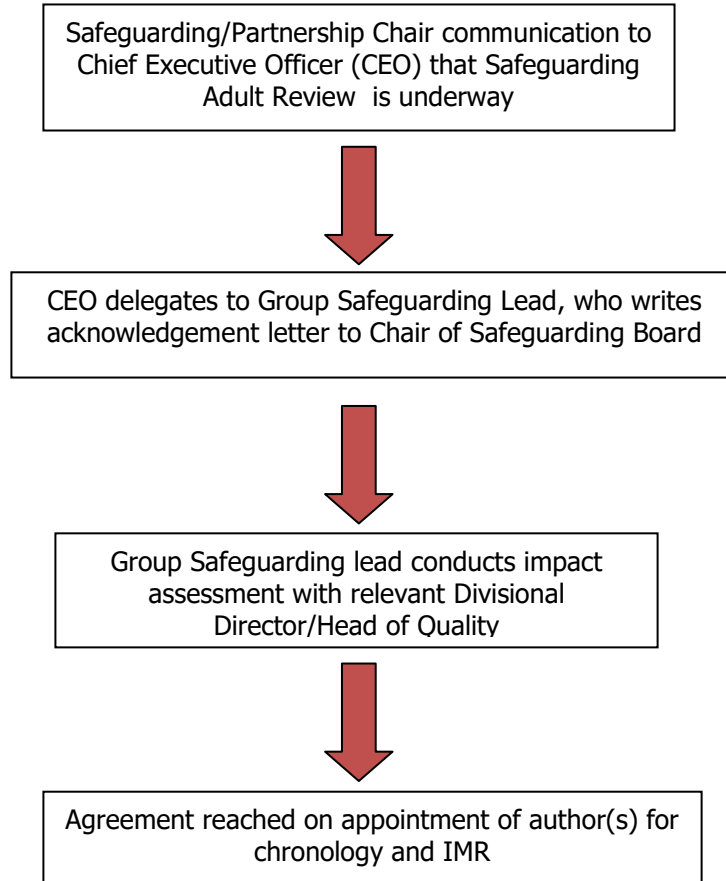 Safeguarding/Partnership Chair communication to
Chief Executive Officer (CEO) that Safeguarding
Adult Review is underway
CEO delegates to Group Safeguarding Lead, who writes
acknowledgement letter to Chair of Safeguarding Board
Group Safeguarding lead conducts impact
assessment with relevant Divisional
Director/Head of Quality
Agreement reached on appointment of author(s) for
chronology and IMR